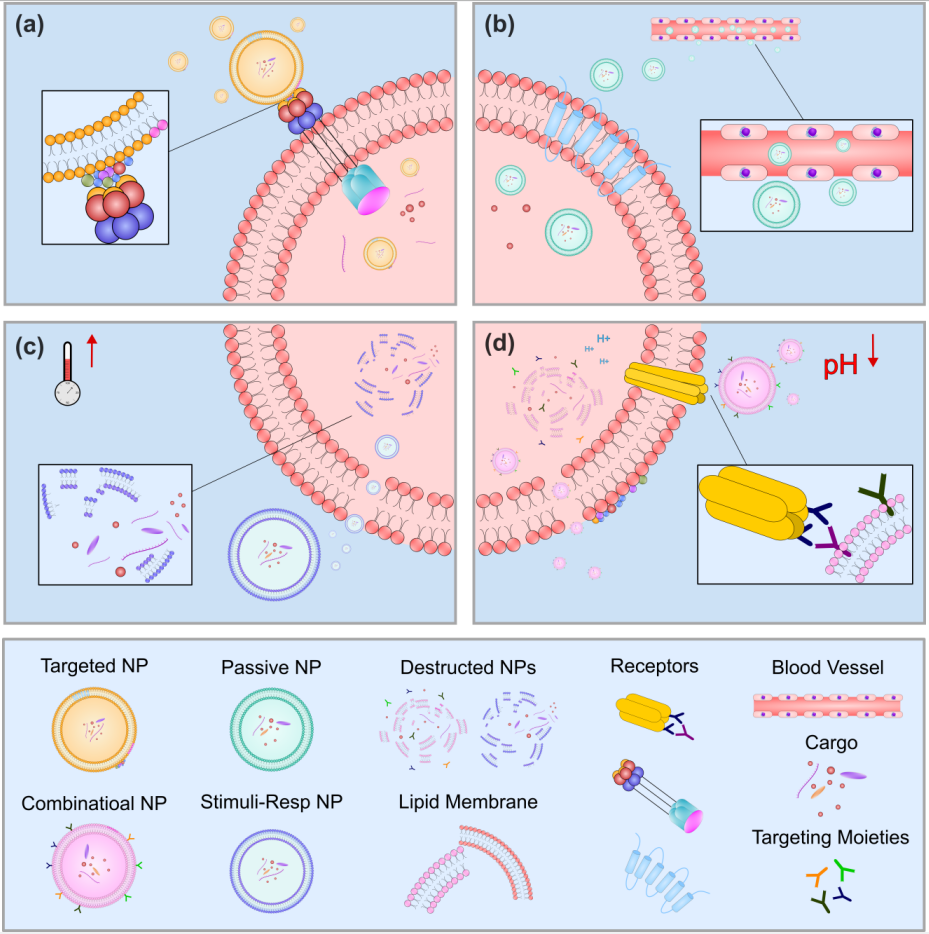 (a)
(b)
(c)
(d)
H+
H+
H+
pH
Targeted NP
Passive NP
Destructed NPs
Receptors
Blood Vessel
Cargo
Combinatioal NP
Stimuli-Resp NP
Lipid Membrane
Targeting Moieties